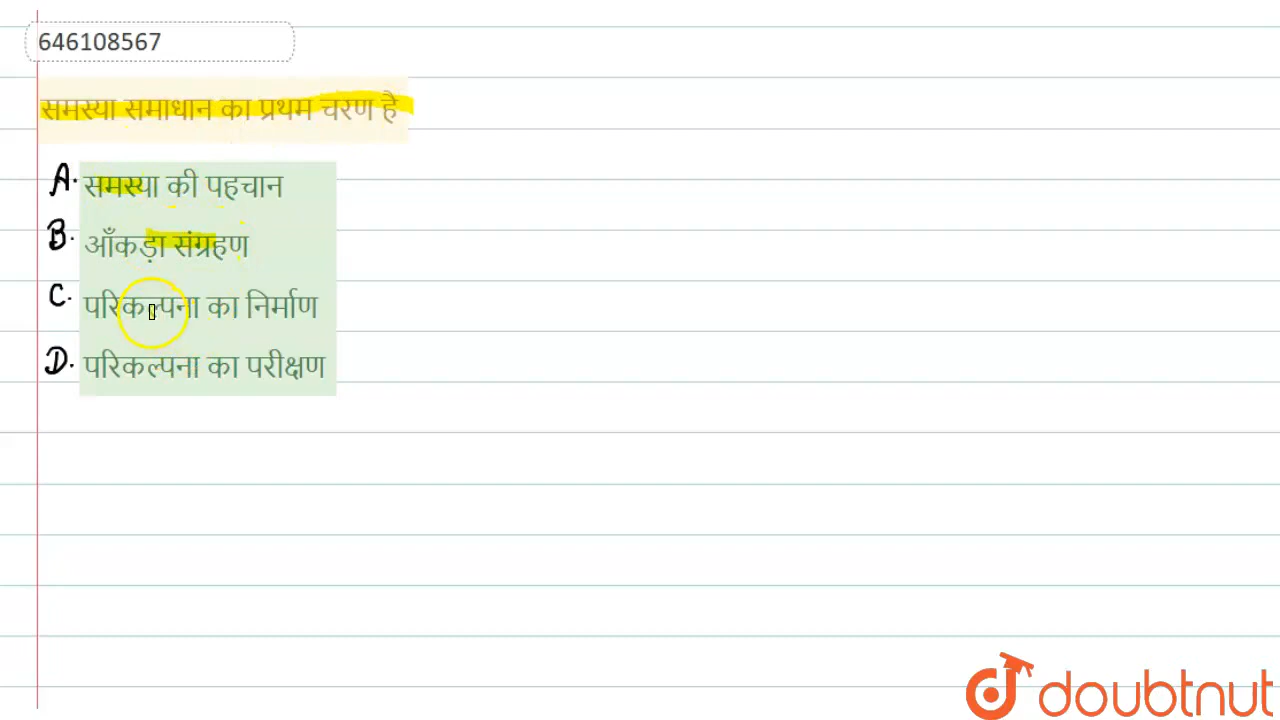 646108567
समस्या समाधान का प्रथम चरण है
A. समस्या की पहचान
B. आँकड़ा संग्रहण
C. परिकल्पना का निर्माण
D. परिकल्पना का परीक्षण
doubtnut